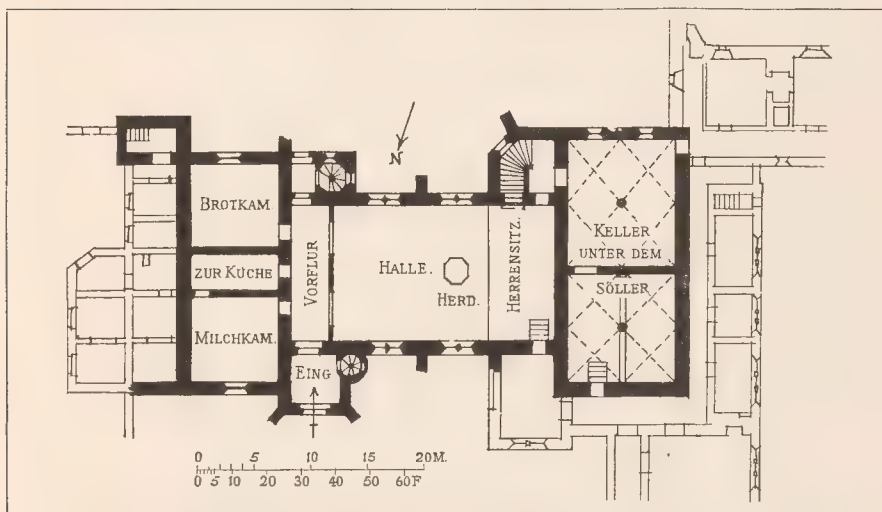 N
BROTKAM.
ZUR KÜCHE
MILCHKAM.
VORFLUR
EING
HALLE.
HERD.
HERRENSITZ.
KELLER
UNTER DEM
SÖLLER
0 5 10 15 20M.
0 5 10 20 30 40 50 60F